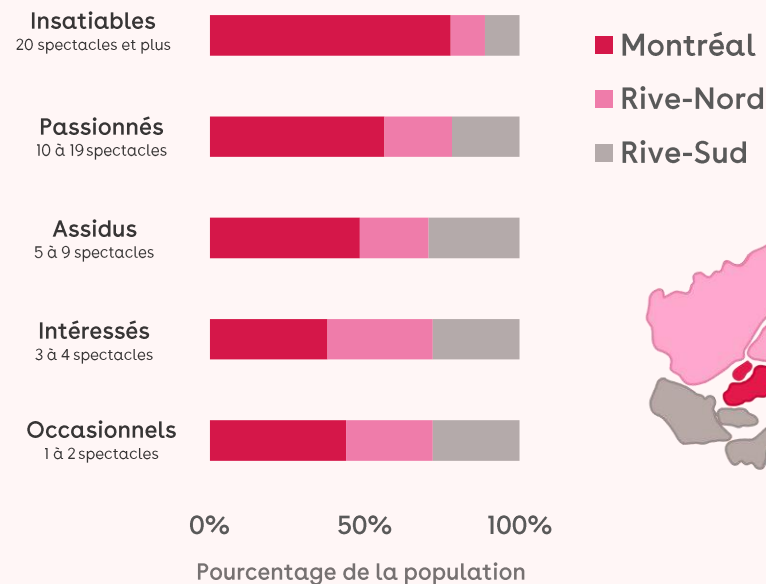 Insatiables
20 spectacles et plus
Passionnés
10 à 19 spectacles
Assidus
5 à 9 spectacles
Intéressés
3 à 4 spectacles
Occasionnels
1 à 2 spectacles
0% 50% 100%
Pourcentage de la population
Montréal
Rive-Nord
Rive-Sud